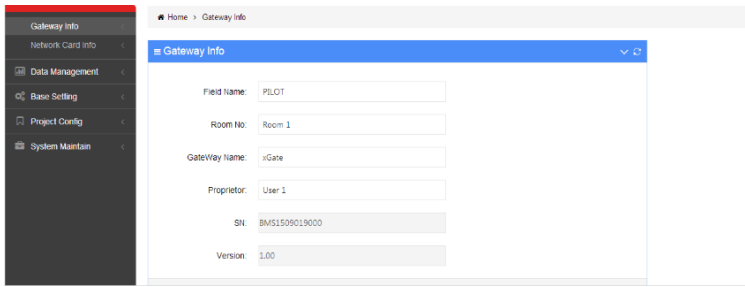 Gateway Info
Network Card Info
Data Management
Base Setting
Project Config
System Maintain
Home > Gateway Info
Gateway Info
Field Name: PILOT
Room No: Room 1
GateWay Name: xGate
Proprietor: User 1
SN: BMS1509019000
Version: 1.00